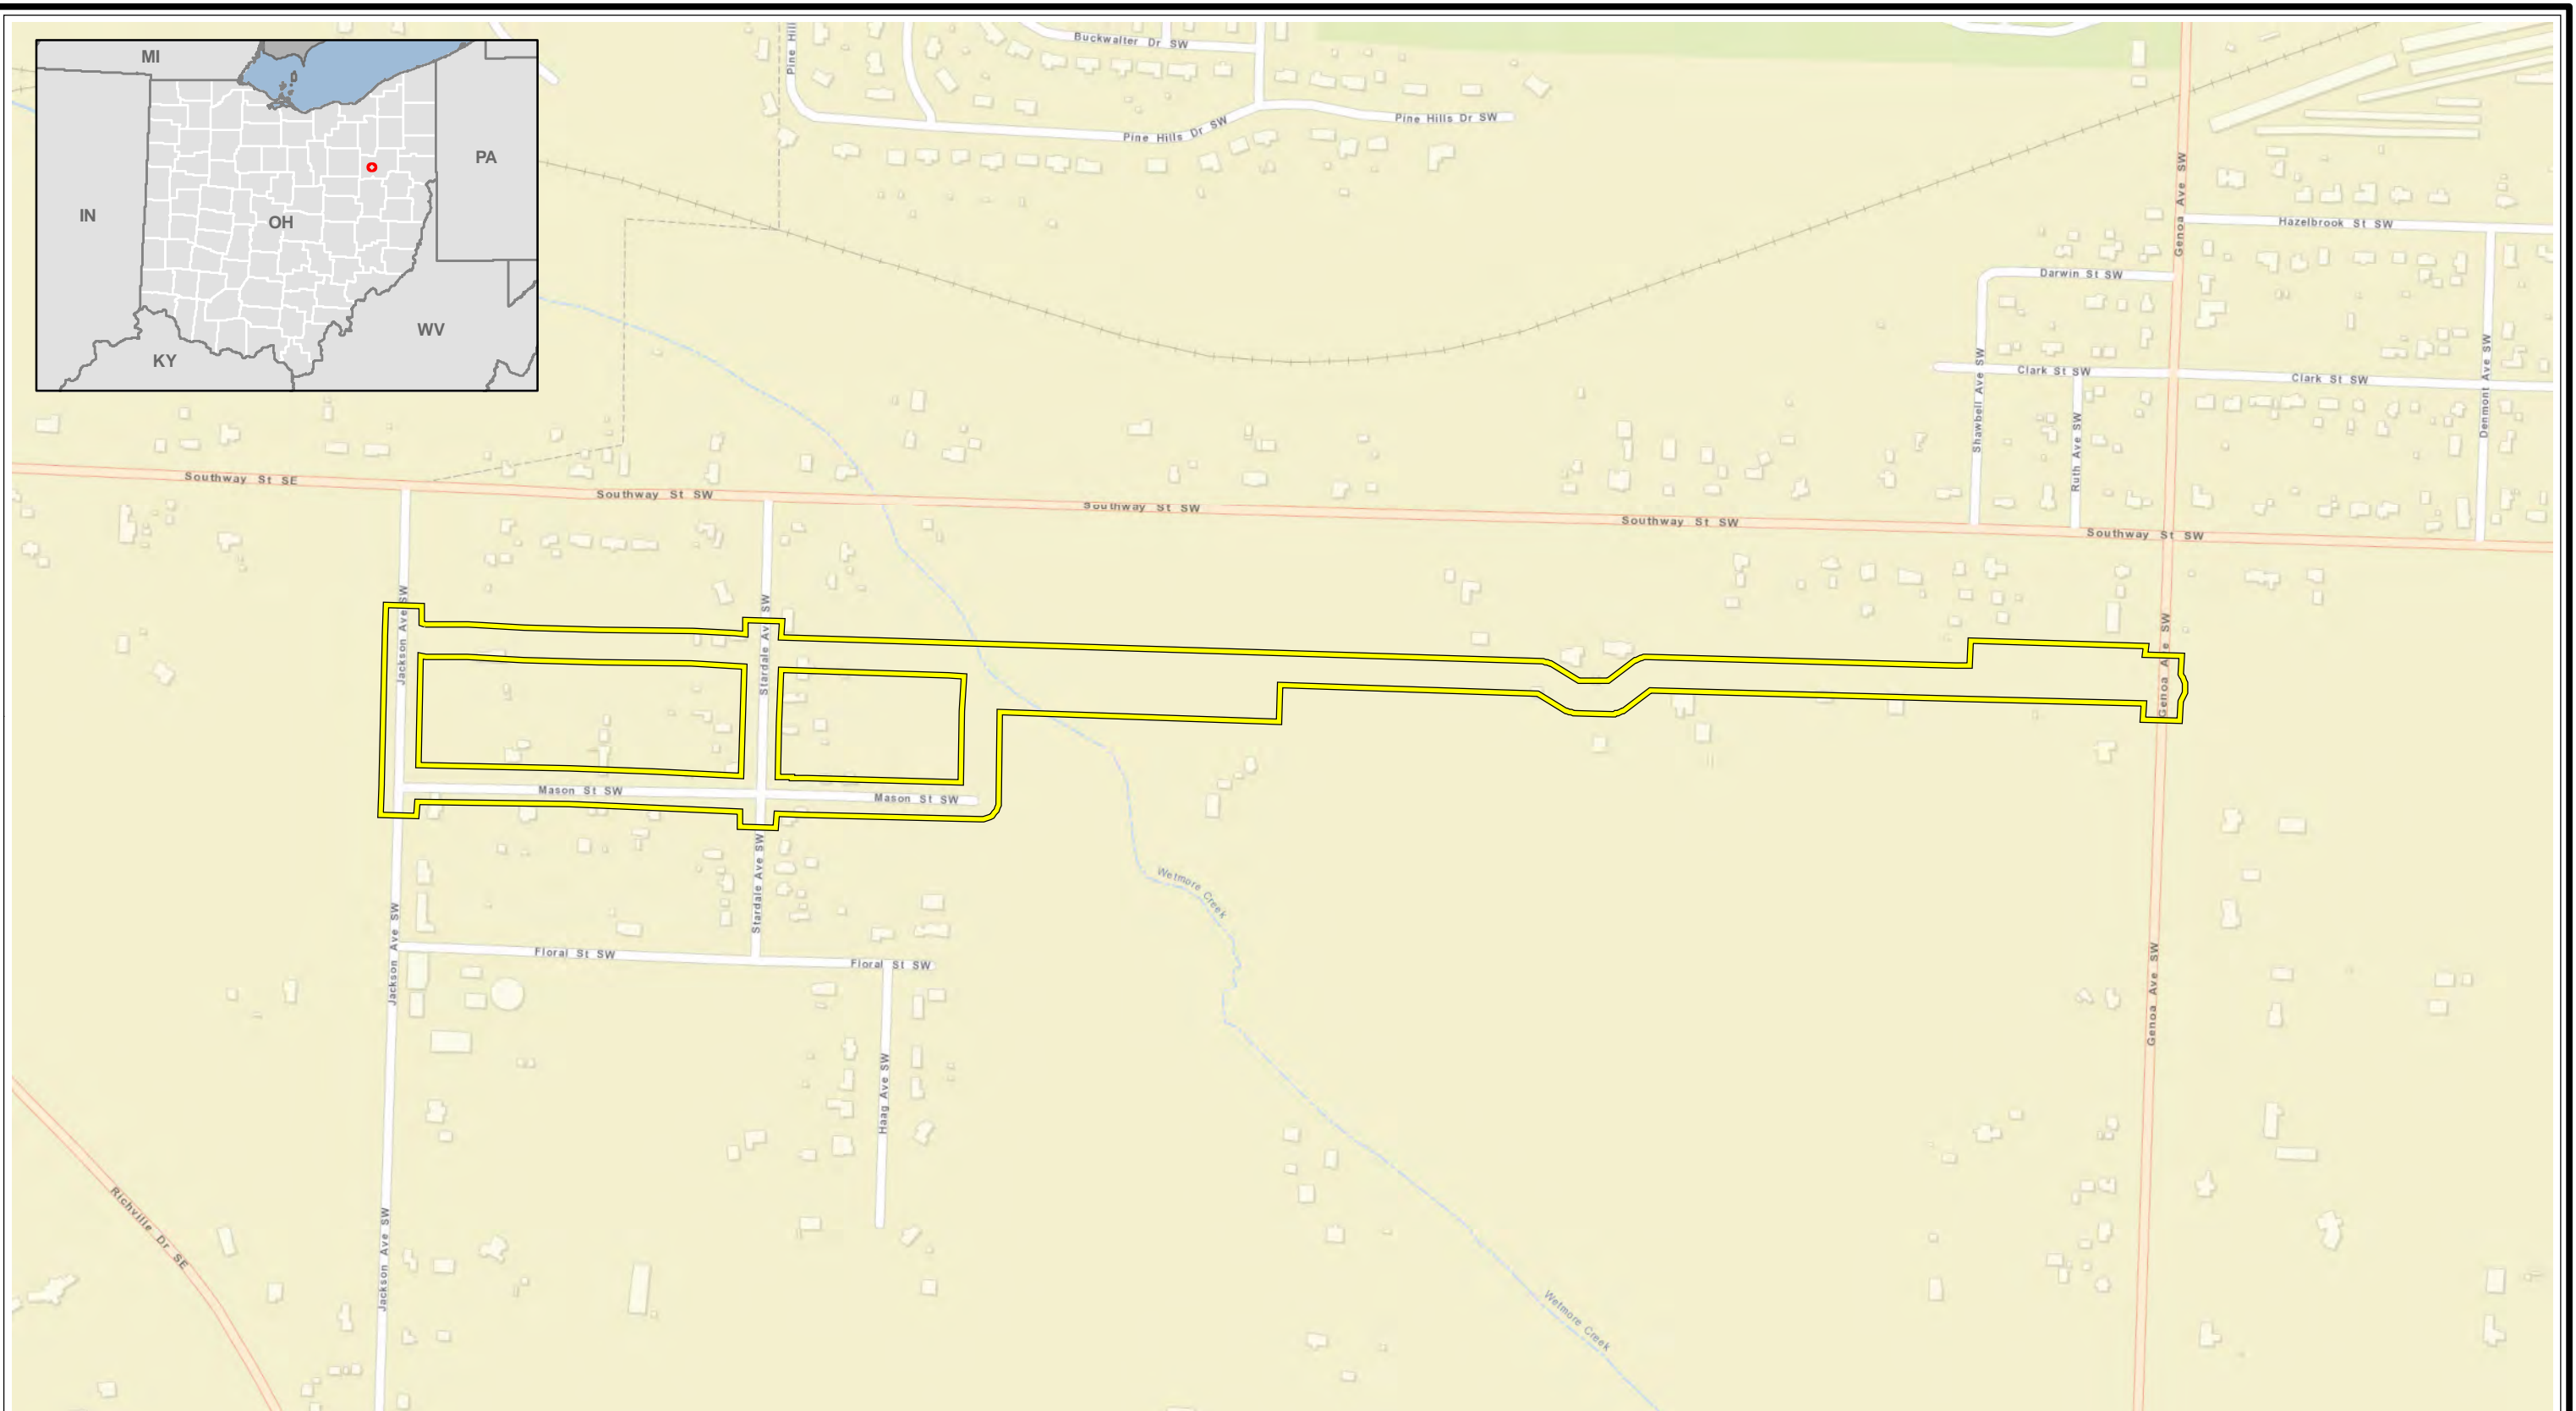 MI
IN
OH
PA
WV
KY
Pine Hill
Buckwalter Dr SW
Pine Hills Dr SW
Pine Hills Dr SW
Genoa Ave SW
Hazelbrook St SW
Darwin St SW
Clark St SW
Clark St SW
Shawbell Ave SW
Ruth Ave SW
Denmont Ave SW
Southway St SE
Southway St SW
Southway St SW
Southway St SW
Southway St SW
Jackson Ave SW
Stardale Ave SW
Stardale Ave SW
Genoa Ave SW
Mason St SW
Mason St SW
Stardale Ave SW
Wetmore Creek
Jackson Ave SW
Floral St SW
Floral St SW
Genoa Ave SW
Haag Ave SW
Richville Dr SE
Jackson Ave SW
Wetmore Creek